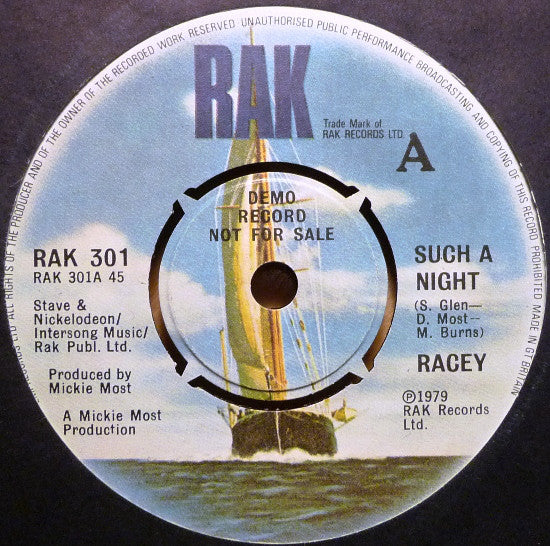 ALL RIGHTS OF THE PRODUCER AND OF THE OWNER OF THE RECORDED WORK RESERVED UNAUTHORISED PUBLIC PERFORMANCE BROADCASTING AND COPYING OF THIS RECORD PROHIBITED MADE IN GT BRITAIN
RAK
Trade Mark of
RAK RECORDS LTD.
A
DEMO
RECORD
NOT FOR SALE
RAK 301
RAK 301A 45
Stave &
Nickelodeon/
Intersong Music/
Rak Publ. Ltd.
Produced by
Mickie Most
A Mickie Most
Production
SUCH A
NIGHT
(S. Glen—
D. Most--
M. Burns)
RACEY
℗1979
RAK Records
Ltd.